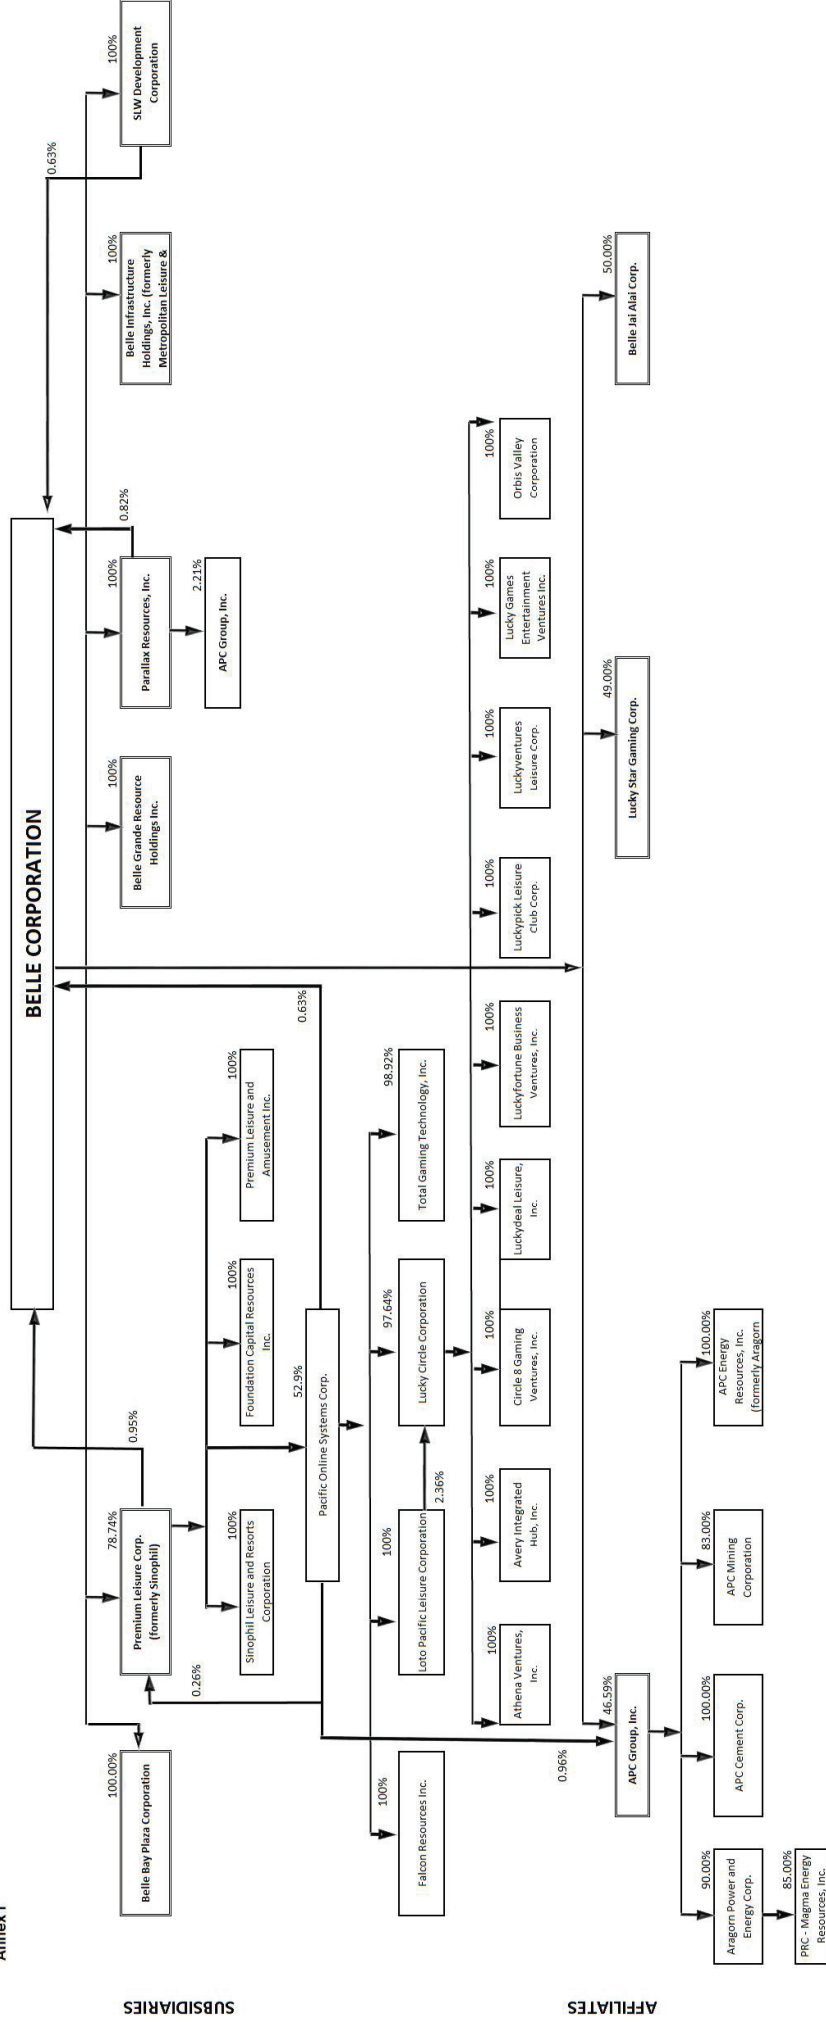 Annex I
BELLE CORPORATION
SUBSIDIARIES
0.95%
0.82%
0.63%
100.00%
Belle Bay Plaza Corporation
78.74%
Premium Leisure Corp.
(formerly Sinophil)
100%
Belle Grande Resource
Holdings Inc.
100%
Parallax Resources, Inc.
100%
Belle Infrastructure
Holdings, Inc. (formerly
Metropolitan Leisure &
100%
SLW Development
Corporation
2.21%
APC Group, Inc.
0.26%
100%
Sinophil Leisure and Resorts
Corporation
100%
Foundation Capital Resources
Inc.
100%
Premium Leisure and
Amusement Inc.
52.9%
Pacific Online Systems Corp.
0.63%
100%
Falcon Resources Inc.
100%
Loto Pacific Leisure Corporation
2.36%
97.64%
Lucky Circle Corporation
98.92%
Total Gaming Technology, Inc.
100%
Athena Ventures,
Inc.
100%
Avery Integrated
Hub, Inc.
100%
Circle 8 Gaming
Ventures, Inc.
100%
Luckydeal Leisure,
Inc.
100%
Luckyfortune Business
Ventures, Inc.
100%
Luckypick Leisure
Club Corp.
100%
Luckyventures
Leisure Corp.
100%
Lucky Games
Entertainment
Ventures Inc.
100%
Orbis Valley
Corporation
AFFILIATES
0.96%
46.59%
APC Group, Inc.
49.00%
Lucky Star Gaming Corp.
50.00%
Belle Jai Alai Corp.
90.00%
Aragorn Power and
Energy Corp.
100.00%
APC Cement Corp.
83.00%
APC Mining
Corporation
100.00%
APC Energy
Resources, Inc.
(formerly Aragorn
85.00%
PRC - Magma Energy
Resources, Inc.